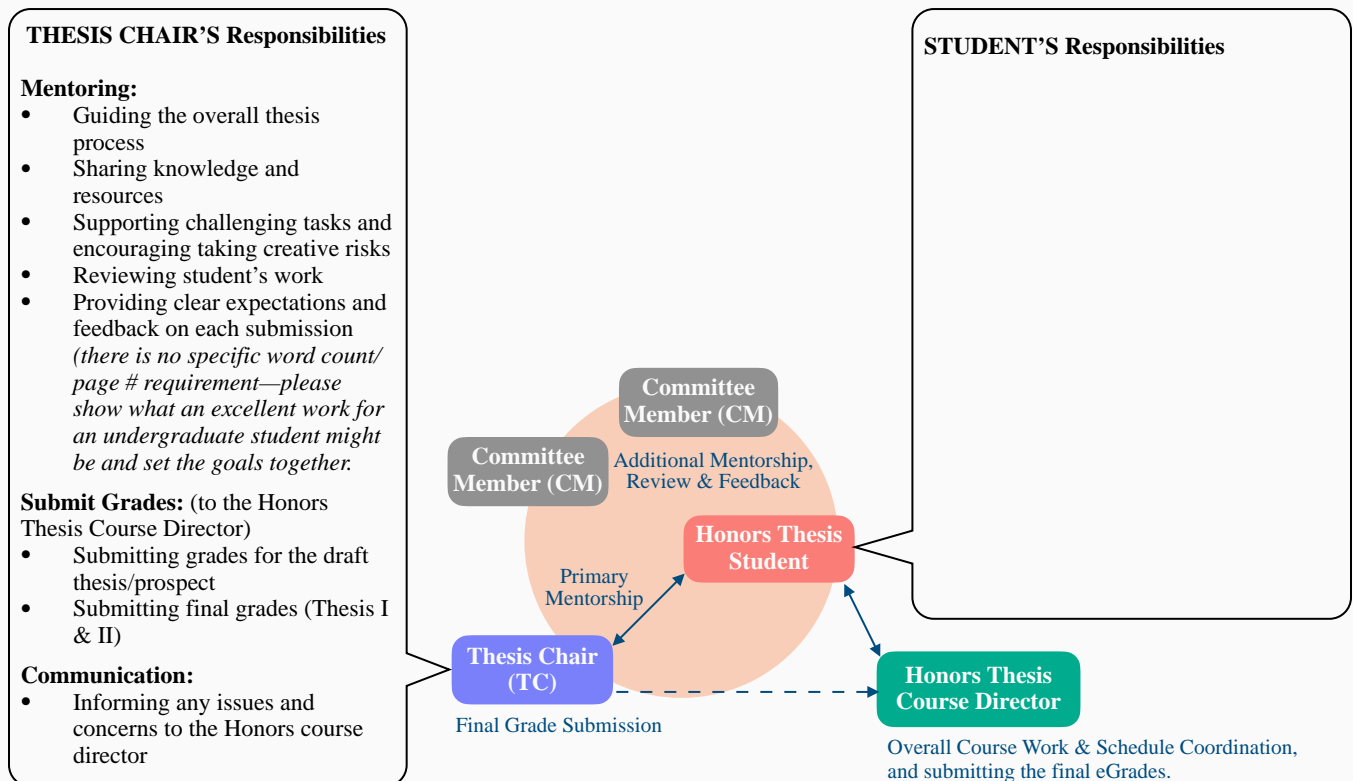 THESIS CHAIR'S Responsibilities
Mentoring:
• Guiding the overall thesis
process
• Sharing knowledge and
resources
• Supporting challenging tasks and
encouraging taking creative risks
• Reviewing student's work
• Providing clear expectations and
feedback on each submission
(there is no specific word count/
page # requirement—please
show what an excellent work for
an undergraduate student might
be and set the goals together.
Submit Grades: (to the Honors
Thesis Course Director)
• Submitting grades for the draft
thesis/prospect
• Submitting final grades (Thesis I
& II)
Communication:
• Informing any issues and
concerns to the Honors course
director
STUDENT'S Responsibilities
Committee
Member (CM)
Committee
Member (CM)
Additional Mentorship,
Review & Feedback
Honors Thesis
Student
Primary
Mentorship
Thesis Chair
(TC)
Final Grade Submission
Honors Thesis
Course Director
Overall Course Work & Schedule Coordination,
and submitting the final eGrades.